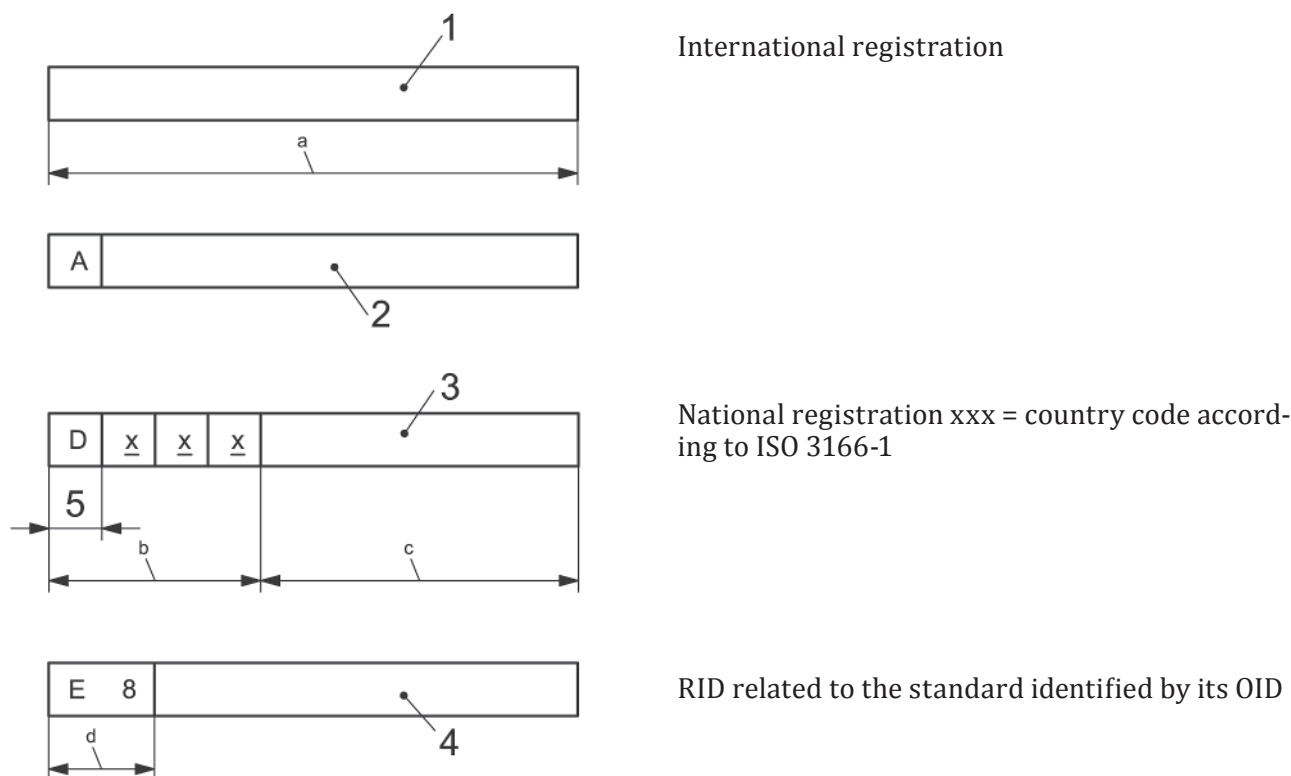 1
International registration
a
A
2
3
D x x x
National registration xxx = country code accord-
ing to ISO 3166-1
5
b
c
E 8
RID related to the standard identified by its OID
4
d